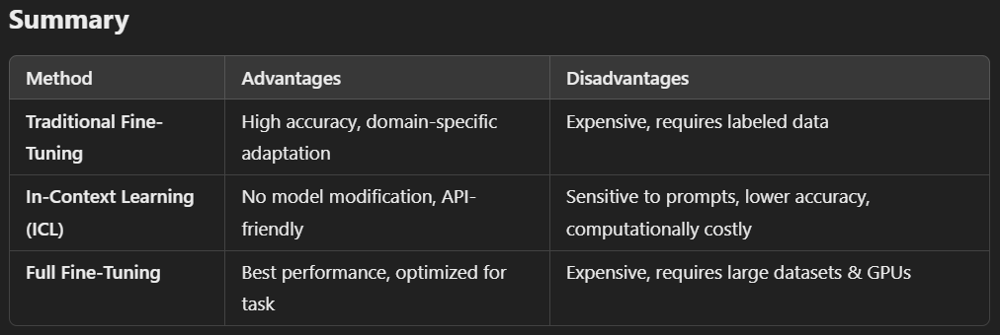 Summary
Method Advantages Disadvantages
Traditional Fine- High accuracy, domain-specific Expensive, requires labeled data
Tuning adaptation
In-Context Learning No model modification, API- Sensitive to prompts, lower accuracy,
(ICL) friendly computationally costly
Full Fine-Tuning Best performance, optimized for Expensive, requires large datasets & GPUs
task